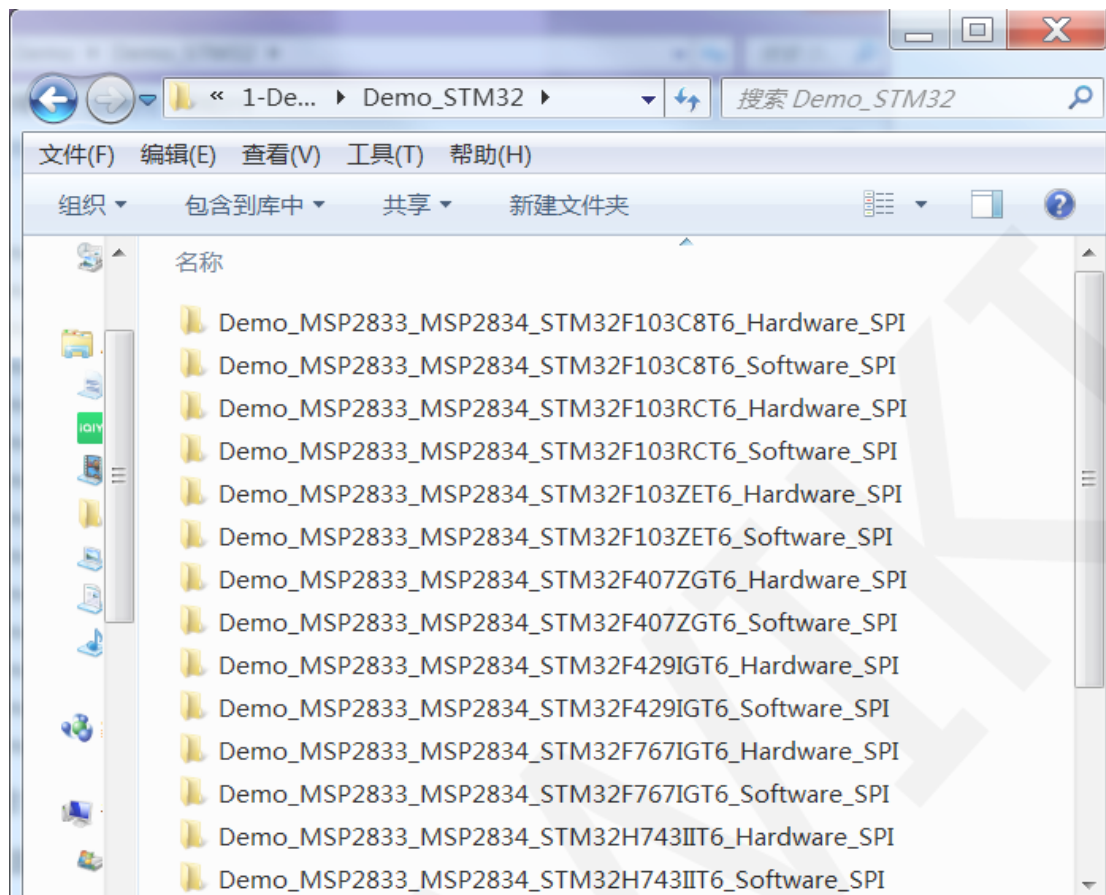 « 1-De... Demo_STM32
搜索 Demo_STM32
文件(F) 编辑(E) 查看(V) 工具(T) 帮助(H)
组织 包含到库中 共享 新建文件夹
名称
Demo_MSP2833_MSP2834_STM32F103C8T6_Hardware_SPI
Demo_MSP2833_MSP2834_STM32F103C8T6_Software_SPI
Demo_MSP2833_MSP2834_STM32F103RCT6_Hardware_SPI
Demo_MSP2833_MSP2834_STM32F103RCT6_Software_SPI
Demo_MSP2833_MSP2834_STM32F103ZET6_Hardware_SPI
Demo_MSP2833_MSP2834_STM32F103ZET6_Software_SPI
Demo_MSP2833_MSP2834_STM32F407ZGT6_Hardware_SPI
Demo_MSP2833_MSP2834_STM32F407ZGT6_Software_SPI
Demo_MSP2833_MSP2834_STM32F429IGT6_Hardware_SPI
Demo_MSP2833_MSP2834_STM32F429IGT6_Software_SPI
Demo_MSP2833_MSP2834_STM32F767IGT6_Hardware_SPI
Demo_MSP2833_MSP2834_STM32F767IGT6_Software_SPI
Demo_MSP2833_MSP2834_STM32H743IIT6_Hardware_SPI
Demo_MSP2833_MSP2834_STM32H743IIT6_Software_SPI